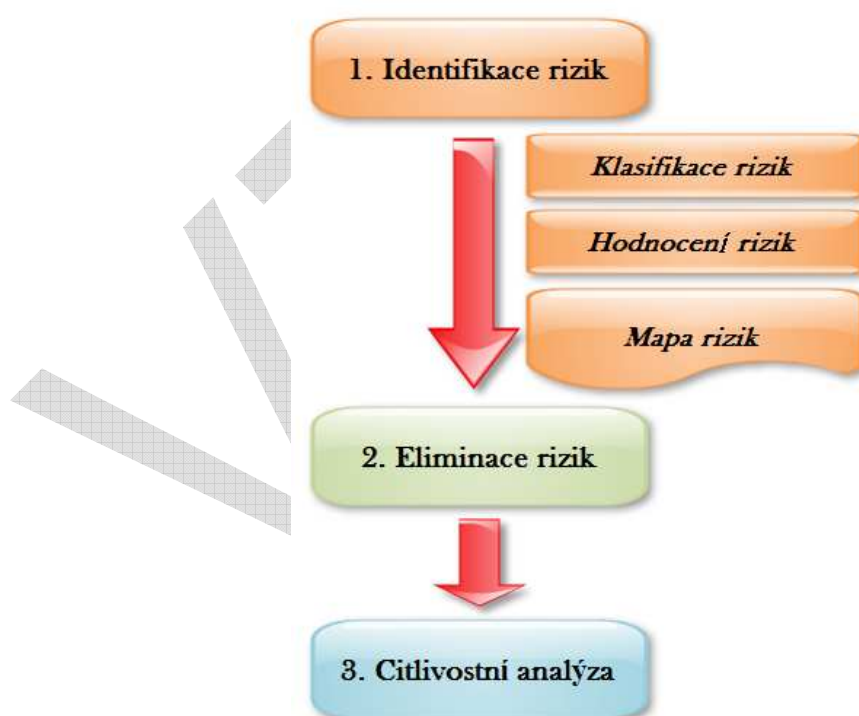 1. Identifikace rizik
Klasifikace rizik
Hodnocení rizik
Mapa rizik
2. Eliminace rizik
3. Citlivostní analýza